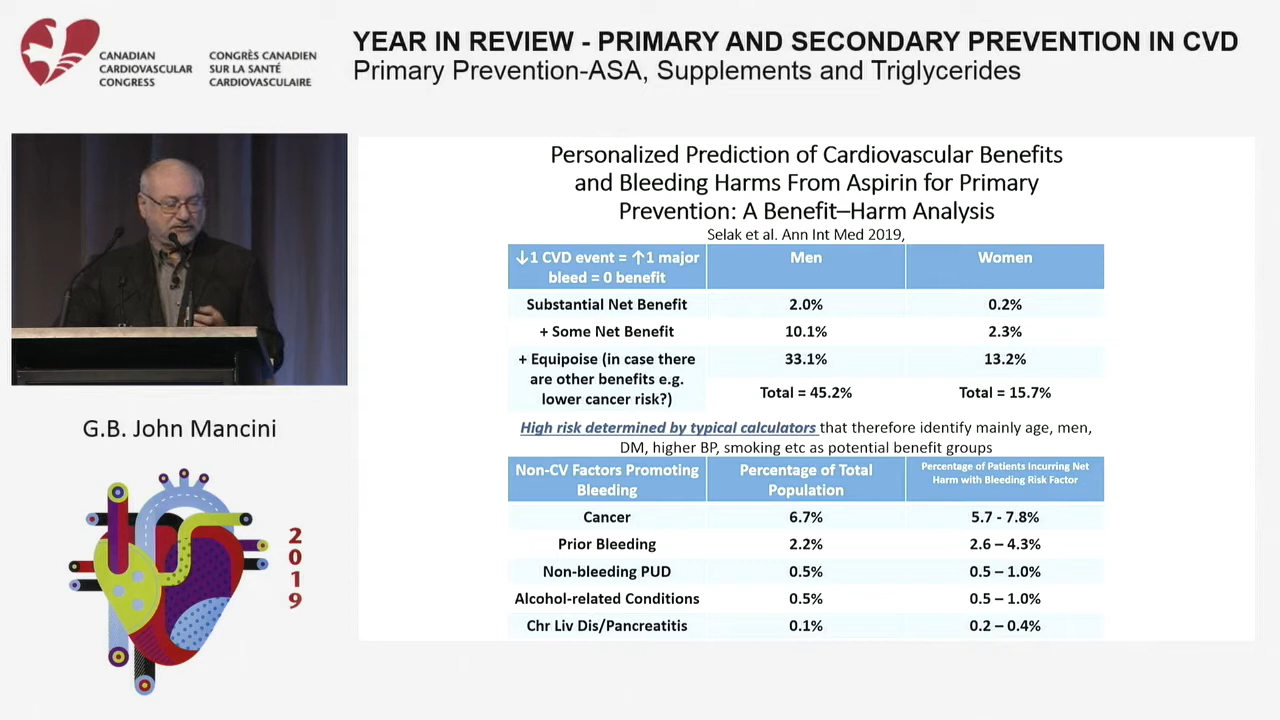 CANADIAN
CARDIOVASCULAR
CONGRESS
CONGRÈS CANADIEN
SUR LA SANTÉ
CARDIOVASCULAIRE
YEAR IN REVIEW - PRIMARY AND SECONDARY PREVENTION IN CVD
Primary Prevention-ASA, Supplements and Triglycerides
G.B. John Mancini
2019
Personalized Prediction of Cardiovascular Benefits
and Bleeding Harms From Aspirin for Primary
Prevention: A Benefit–Harm Analysis
Selak et al. Ann Int Med 2019,
↓1 CVD event = ↑1 major
bleed = 0 benefit
Men
Women
Substantial Net Benefit
2.0%
0.2%
+ Some Net Benefit
10.1%
2.3%
+ Equipoise (in case there
are other benefits e.g.
lower cancer risk?)
33.1%
13.2%
Total = 45.2%
Total = 15.7%
High risk determined by typical calculators that therefore identify mainly age, men,
DM, higher BP, smoking etc as potential benefit groups
Non-CV Factors Promoting
Bleeding
Percentage of Total
Population
Percentage of Patients Incurring Net
Harm with Bleeding Risk Factor
Cancer
6.7%
5.7 - 7.8%
Prior Bleeding
2.2%
2.6 – 4.3%
Non-bleeding PUD
0.5%
0.5 – 1.0%
Alcohol-related Conditions
0.5%
0.5 – 1.0%
Chr Liv Dis/Pancreatitis
0.1%
0.2 – 0.4%